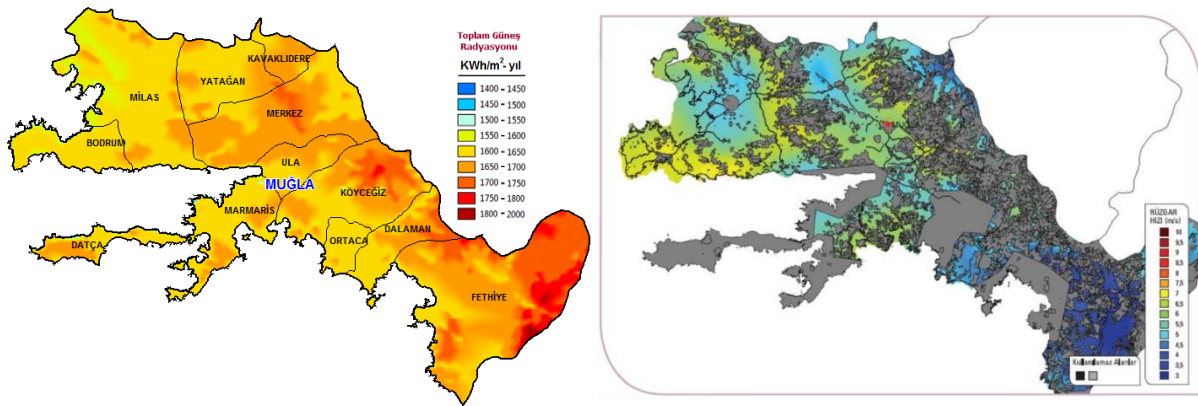 Toplam Güneş
Radyasyonu
KWh/m²- yıl
1400 - 1450
1450 - 1500
1500 - 1550
1550 - 1600
1600 - 1650
1650 - 1700
1700 - 1750
1750 - 1800
1800 - 2000
KAVAKLIDERE
YATAĞAN
MİLAS
MERKEZ
BODRUM
ULA
MUĞLA
KÖYCEĞİZ
MARMARİS
DALAMAN
ORTACA
DATÇA
FETHİYE
RÜZGAR
HIZI (m/s)
10
9,5
9
8,5
8
7,5
7
6,5
6
5,5
5
4,5
4
3,5
3
Kullanılamaz Alanlar